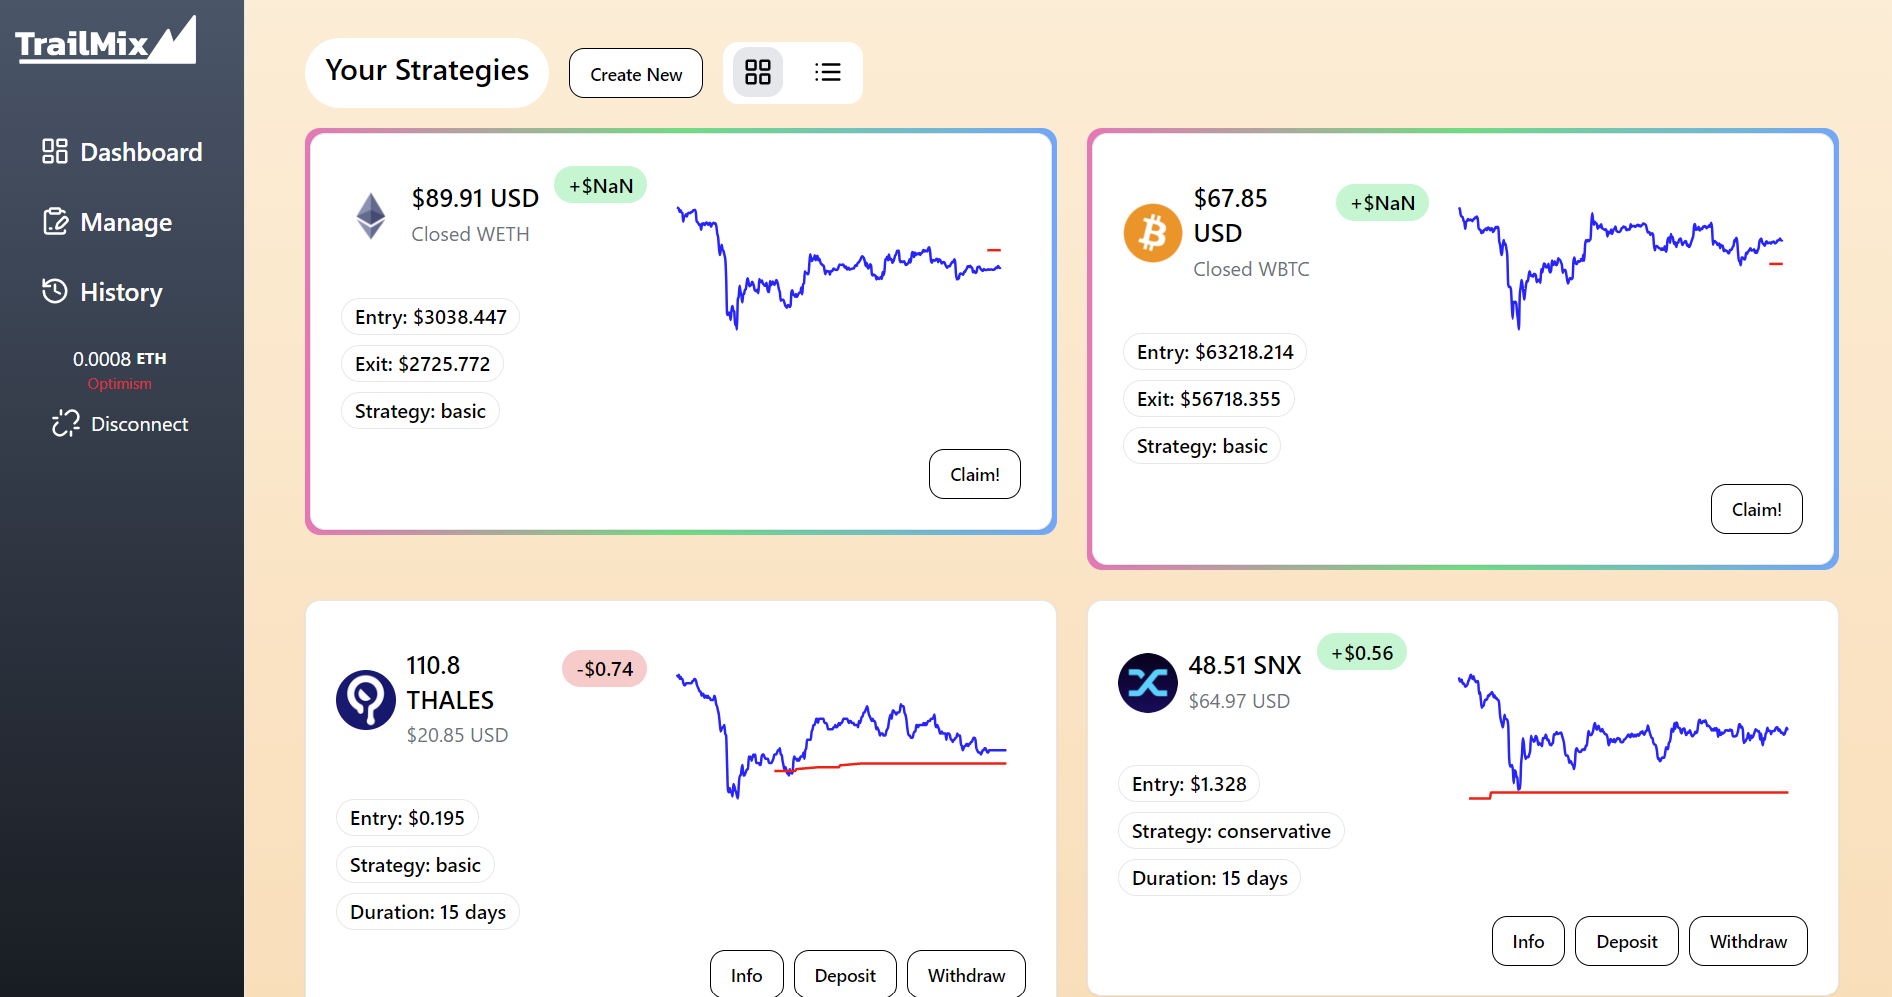 TrailMix
Dashboard
Manage
History
0.0008 ETH
Optimism
Disconnect
Your Strategies
Create New
$89.91 USD
+$NaN
Closed WETH
Entry: $3038.447
Exit: $2725.772
Strategy: basic
Claim!
$67.85
USD
+$NaN
Closed WBTC
Entry: $63218.214
Exit: $56718.355
Strategy: basic
Claim!
110.8
THALES
-$0.74
$20.85 USD
Entry: $0.195
Strategy: basic
Duration: 15 days
Info
Deposit
Withdraw
48.51 SNX
+$0.56
$64.97 USD
Entry: $1.328
Strategy: conservative
Duration: 15 days
Info
Deposit
Withdraw